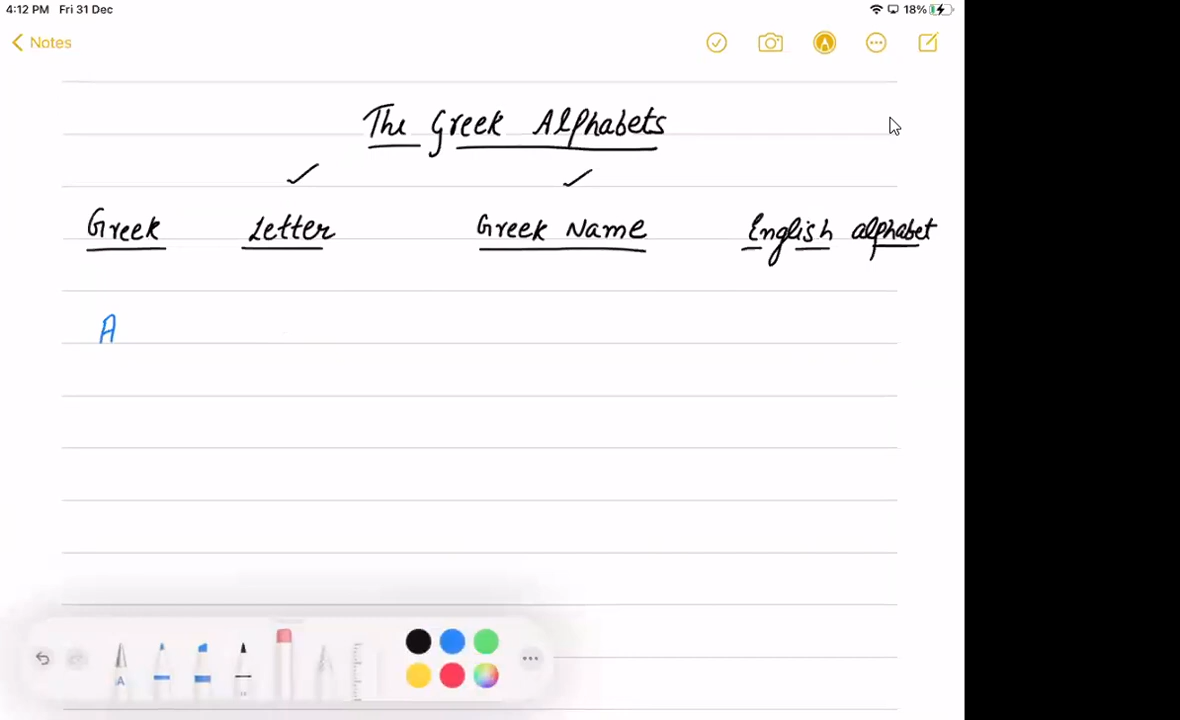 4:12 PM Fri 31 Dec 18%
Notes
The Greek Alphabets
Greek Letter Greek Name English alphabet
A
A